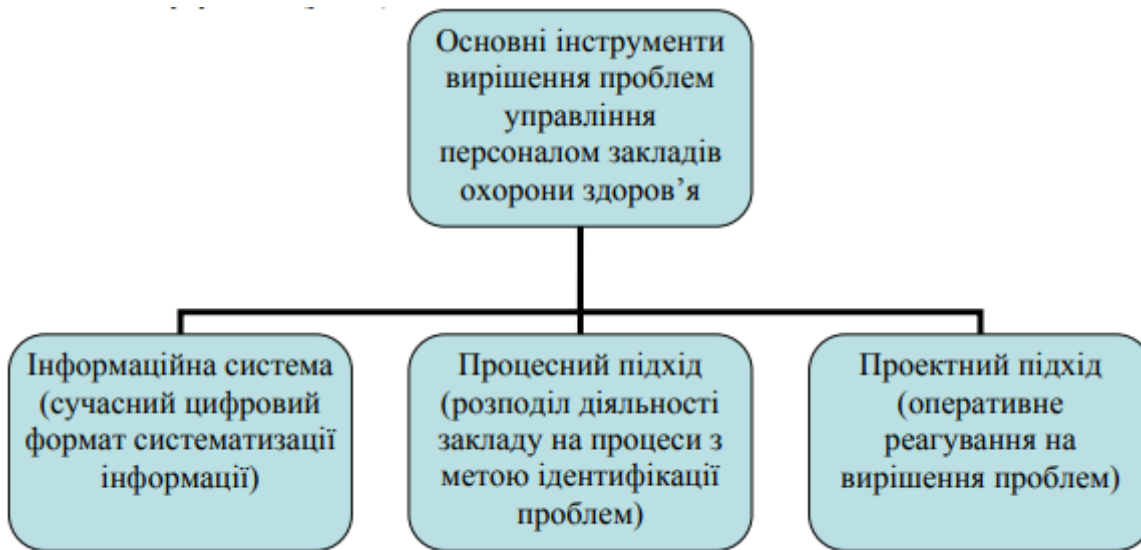 Основні інструменти
вирішення проблем
управління
персоналом закладів
охорони здоров’я
Інформаційна система
(сучасний цифровий
формат систематизації
інформації)
Процесний підхід
(розподіл діяльності
закладу на процеси з
метою ідентифікації
проблем)
Проектний підхід
(оперативне
реагування на
вирішення проблем)